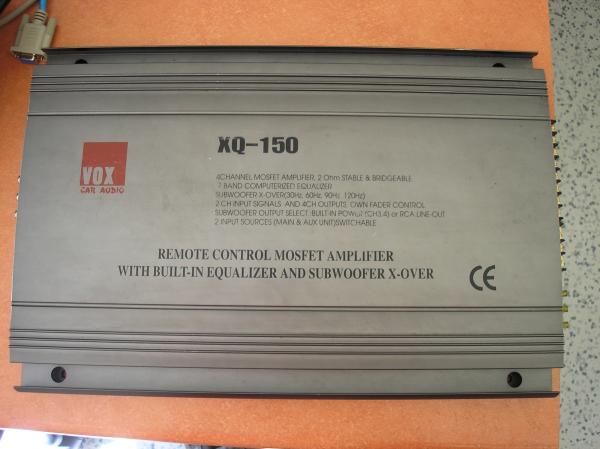 VOX
CAR AUDIO
XQ-150
4CHANNEL MOSFET AMPLIFIER, 2 Ohm STABLE & BRIDGEABLE
7 BAND COMPUTERIZED EQUALIZER
SUBWOOFER X-OVER(30Hz, 60Hz, 90Hz, 120Hz)
2 CH INPUT SIGNALS AND 4CH OUTPUTS, OWN FADER CONTROL
SUBWOOFER OUTPUT SELECT: BUILT-IN POWER (CH3.4) or RCA LINE-OUT
2 INPUT SOURCES (MAIN & AUX UNIT)SWITCHABLE
REMOTE CONTROL MOSFET AMPLIFIER
WITH BUILT-IN EQUALIZER AND SUBWOOFER X-OVER
CE